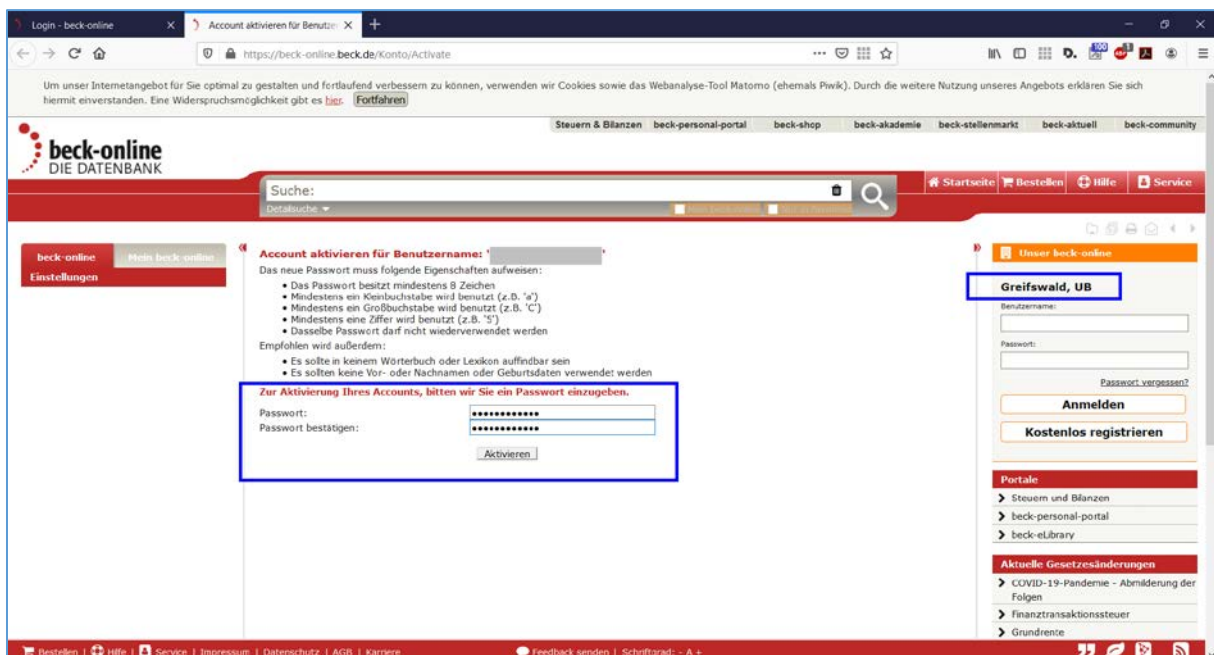 Login - beck-online
Account aktivieren für Benutze
https://beck-online.beck.de/Konto/Activate
Um unser Internetangebot für Sie optimal zu gestalten und fortlaufend verbessern zu können, verwenden wir Cookies sowie das Webanalyse-Tool Matomo (ehemals Piwik). Durch die weitere Nutzung unseres Angebots erklären Sie sich
hiermit einverstanden. Eine Widerspruchsmöglichkeit gibt es hier. Fortfahren
Steuern & Bilanzen beck-personal-portal beck-shop beck-akademie beck-stellenmarkt beck-aktuell beck-community
beck-online
DIE DATENBANK
Suche:
Detailsuche
Startseite Bestellen Hilfe Service
beck-online Mein beck-online
Einstellungen
Account aktivieren für Benutzername: ' '
Das neue Passwort muss folgende Eigenschaften aufweisen:
• Das Passwort besitzt mindestens 8 Zeichen
• Mindestens ein Kleinbuchstabe wird benutzt (z.B. 'a')
• Mindestens ein Großbuchstabe wird benutzt (z.B. 'C')
• Mindestens eine Ziffer wird benutzt (z.B. '5')
• Dasselbe Passwort darf nicht wiederverwendet werden
Empfohlen wird außerdem:
• Es sollte in keinem Wörterbuch oder Lexikon auffindbar sein
• Es sollten keine Vor- oder Nachnamen oder Geburtsdaten verwendet werden
Zur Aktivierung Ihres Accounts, bitten wir Sie ein Passwort einzugeben.
Passwort: ••••••••••••
Passwort bestätigen: ••••••••••••
Aktivieren
Unser beck-online
Greifswald, UB
Benutzername:
Passwort:
Passwort vergessen?
Anmelden
Kostenlos registrieren
Portale
Steuern und Bilanzen
beck-personal-portal
beck-eLibrary
Aktuelle Gesetzesänderungen
COVID-19-Pandemie - Abmilderung der
Folgen
Finanztransaktionssteuer
Grundrente
Bestellen | Hilfe | Service | Impressum | Datenschutz | AGB | Karriere
Feedback senden | Schriftgrad: - A +